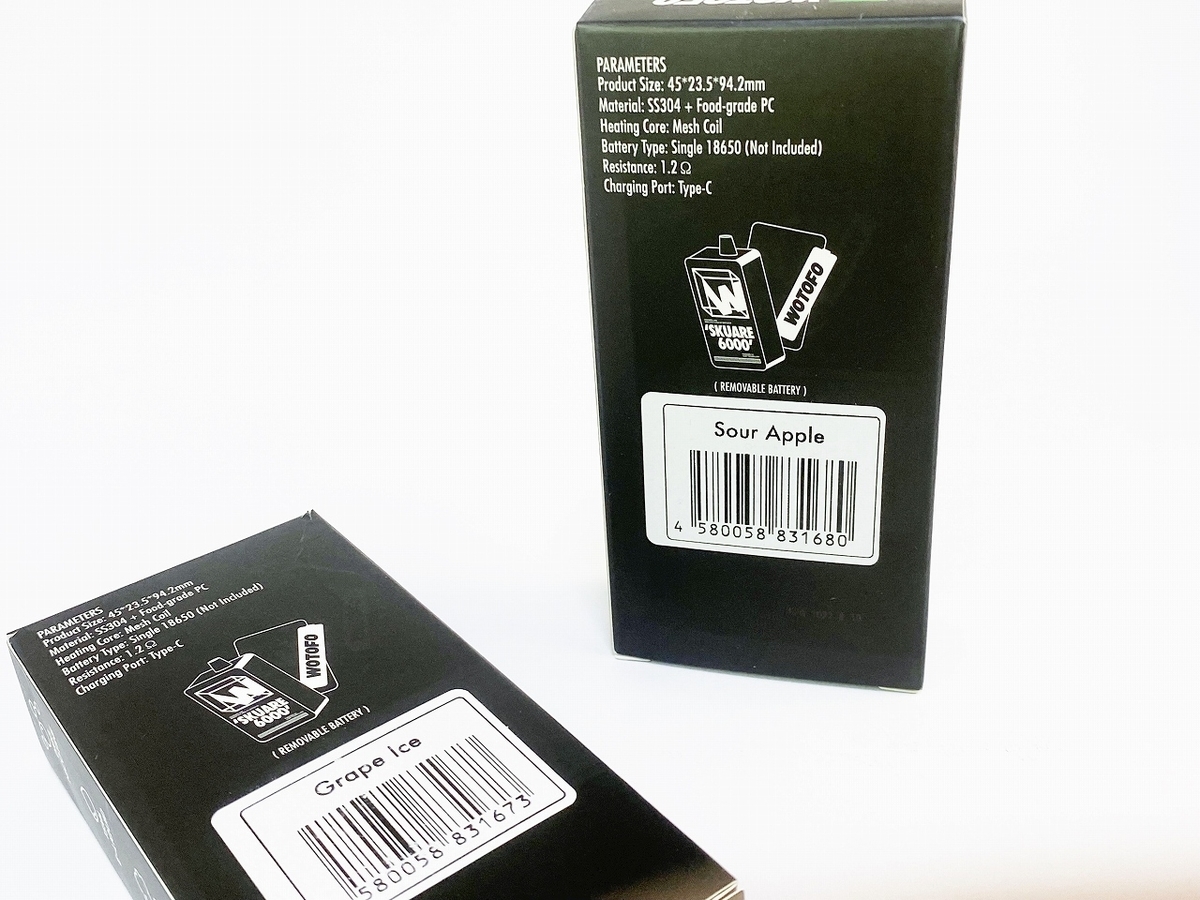 PARAMETERS
Product Size: 45*23.5*94.2mm
Material: SS304 + Food-grade PC
Heating Core: Mesh Coil
Battery Type: Single 18650 (Not Included)
Resistance: 1.2 Ω
Charging Port: Type-C
W
'SKUARE
6000'
WOTOFO
( REMOVABLE BATTERY )
Sour Apple
4 580058 831680
PARAMETERS
Product Size: 45*23.5*94.2mm
Material: SS304 + Food-grade PC
Heating Core: Mesh Coil
Battery Type: Single 18650 (Not Included)
Resistance: 1.2 Ω
Charging Port: Type-C
W
'SKUARE
6000'
WOTOFO
( REMOVABLE BATTERY )
Grape Ice
580058 831673